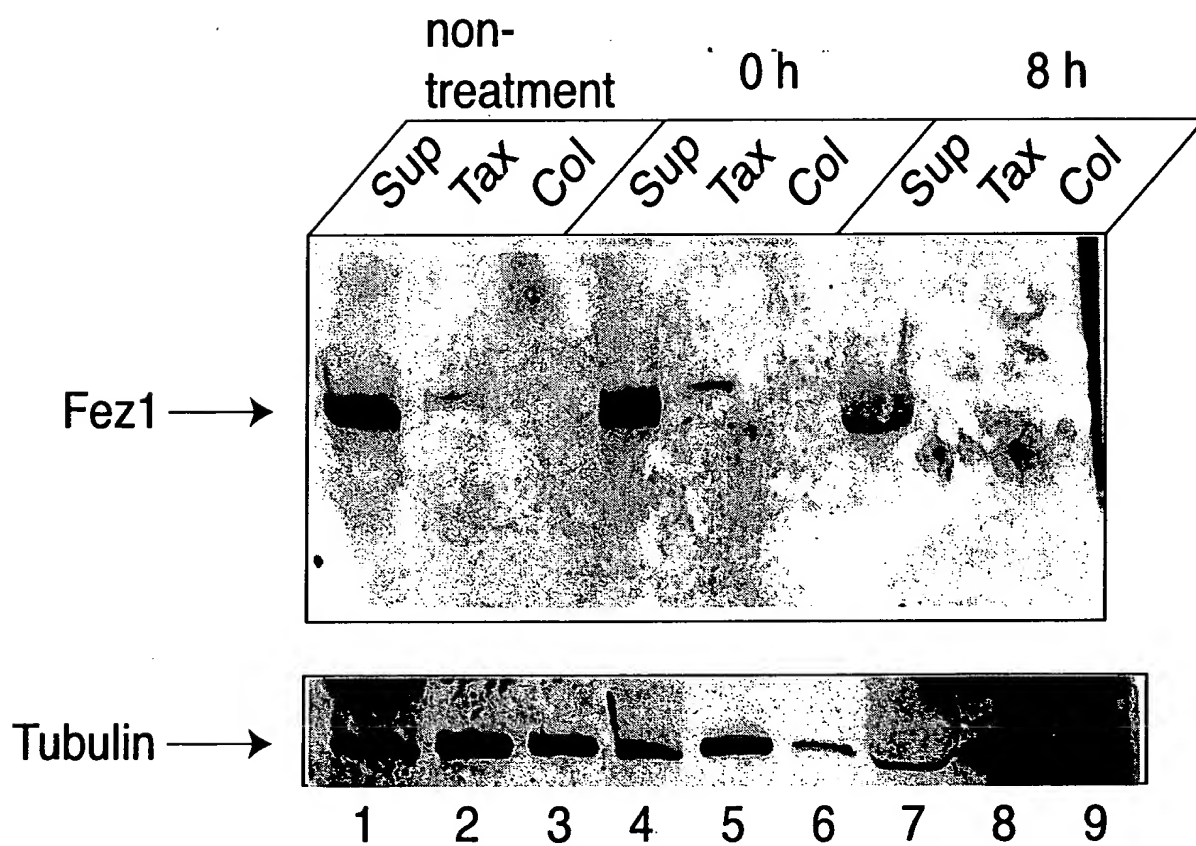 non-
treatment
0 h
8 h
Sup Tax Col Sup Tax Col Sup Tax Col
Fez1
Tubulin
1 2 3 4 5 6 7 8 9